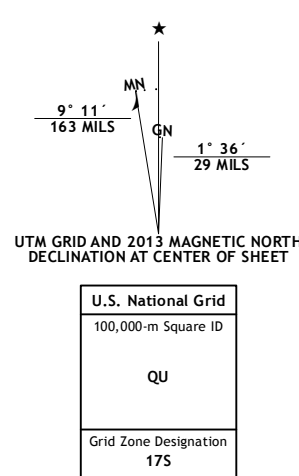 ★
MN
9° 11´
163 MILS
GN
1° 36´
29 MILS
UTM GRID AND 2013 MAGNETIC NORTH
DECLINATION AT CENTER OF SHEET
U.S. National Grid
100,000-m Square ID
QU
Grid Zone Designation
17S